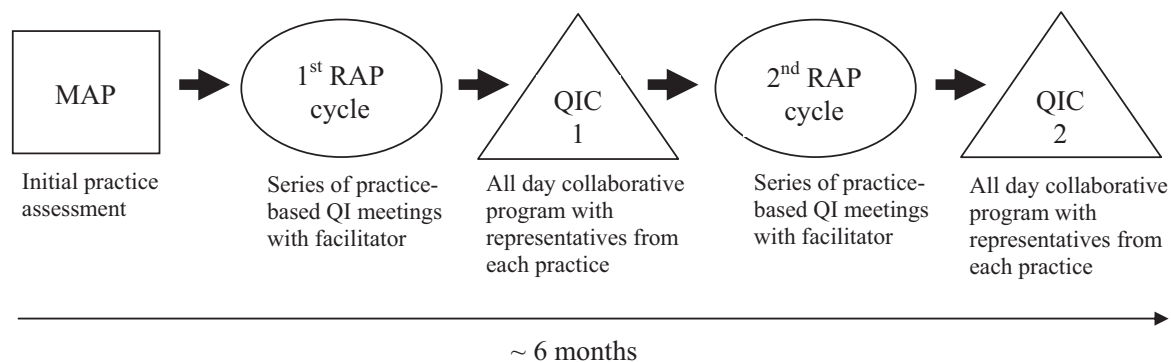 MAP
1st RAP
cycle
QIC
1
2nd RAP
cycle
QIC
2
Initial practice
assessment
Series of practice-
based QI meetings
with facilitator
All day collaborative
program with
representatives from
each practice
Series of practice-
based QI meetings
with facilitator
All day collaborative
program with
representatives from
each practice
~ 6 months